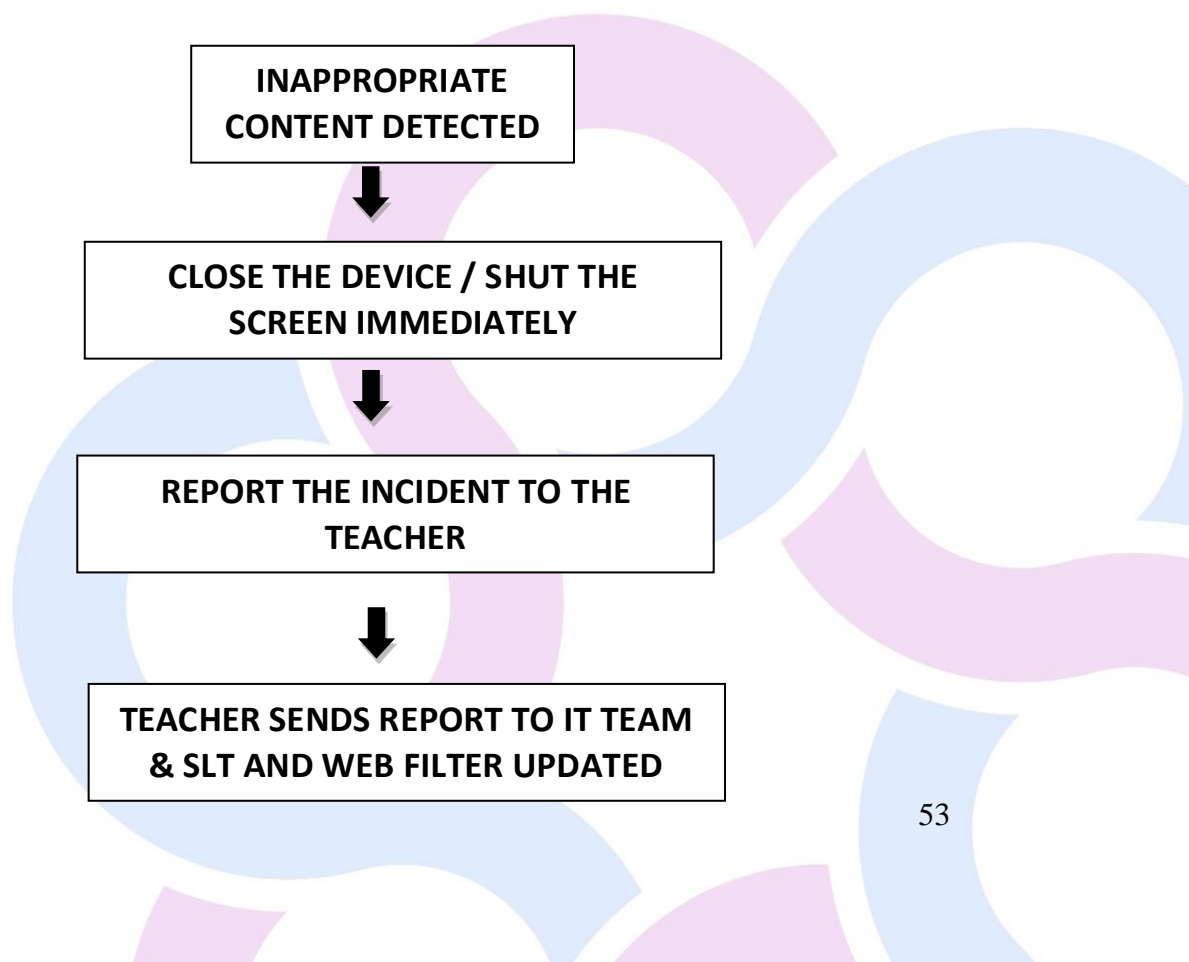 INAPPROPRIATE
CONTENT DETECTED
CLOSE THE DEVICE / SHUT THE
SCREEN IMMEDIATELY
REPORT THE INCIDENT TO THE
TEACHER
TEACHER SENDS REPORT TO IT TEAM
& SLT AND WEB FILTER UPDATED
53